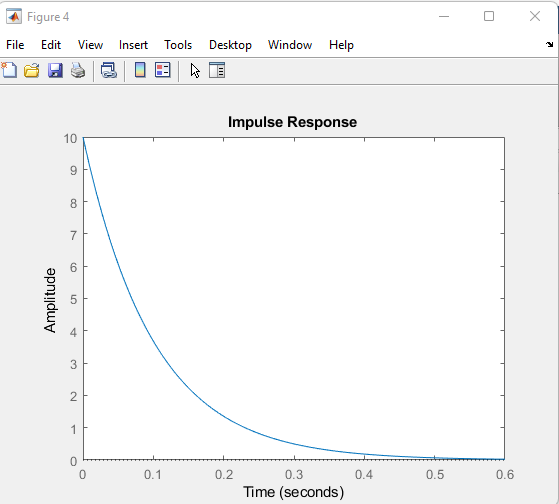 Figure 4
File Edit View Insert Tools Desktop Window Help
Impulse Response
10
9
8
7
6
5
4
3
2
1
0
Amplitude
0 0.1 0.2 0.3 0.4 0.5 0.6
Time (seconds)